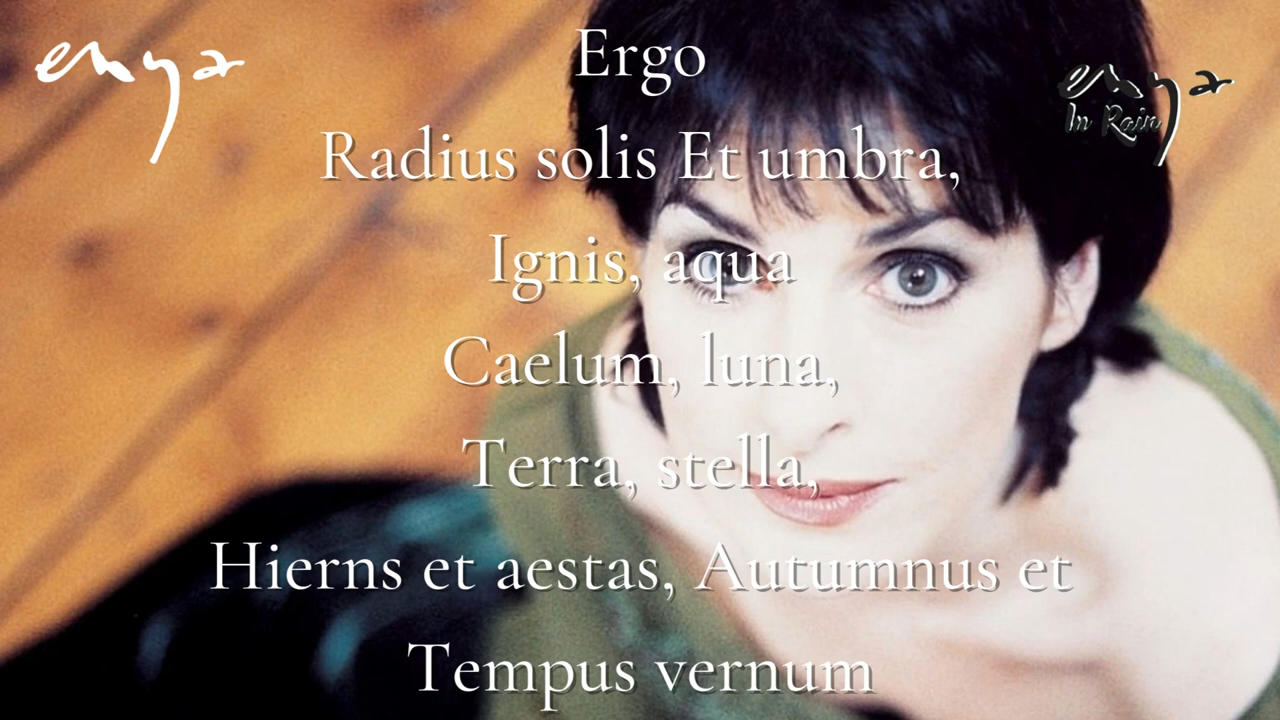 enya
Ergo
enya
In Rain
Radius solis Et umbra,
Ignis, aqua
Caelum, luna,
Terra, stella,
Hierns et aestas, Autumnus et
Tempus vernum